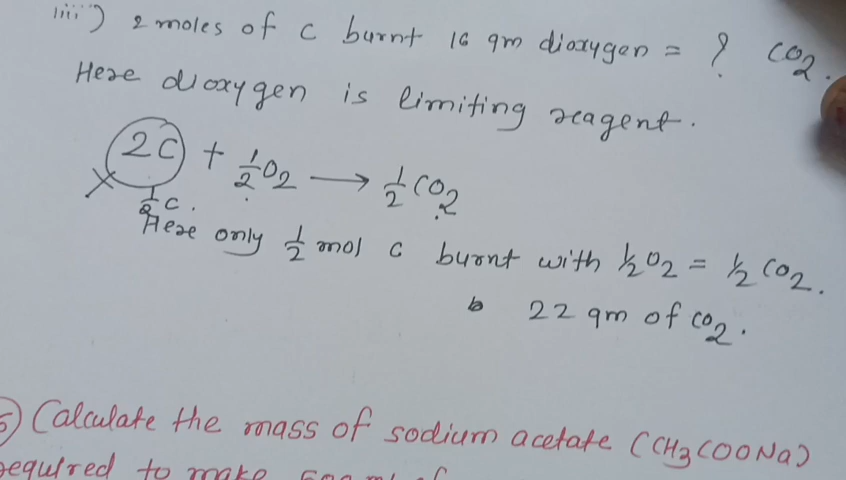 iii) 2 moles of C burnt 16 gm dioxygen = ? CO2.
Here dioxygen is limiting reagent.
2C + 1/2 O2 → 1/2 CO2
1/2 C.
Here only 1/2 mol C burnt with 1/2 O2 = 1/2 CO2.
22 gm of CO2.
5) Calculate the mass of sodium acetate (CH3COONa)
required to make